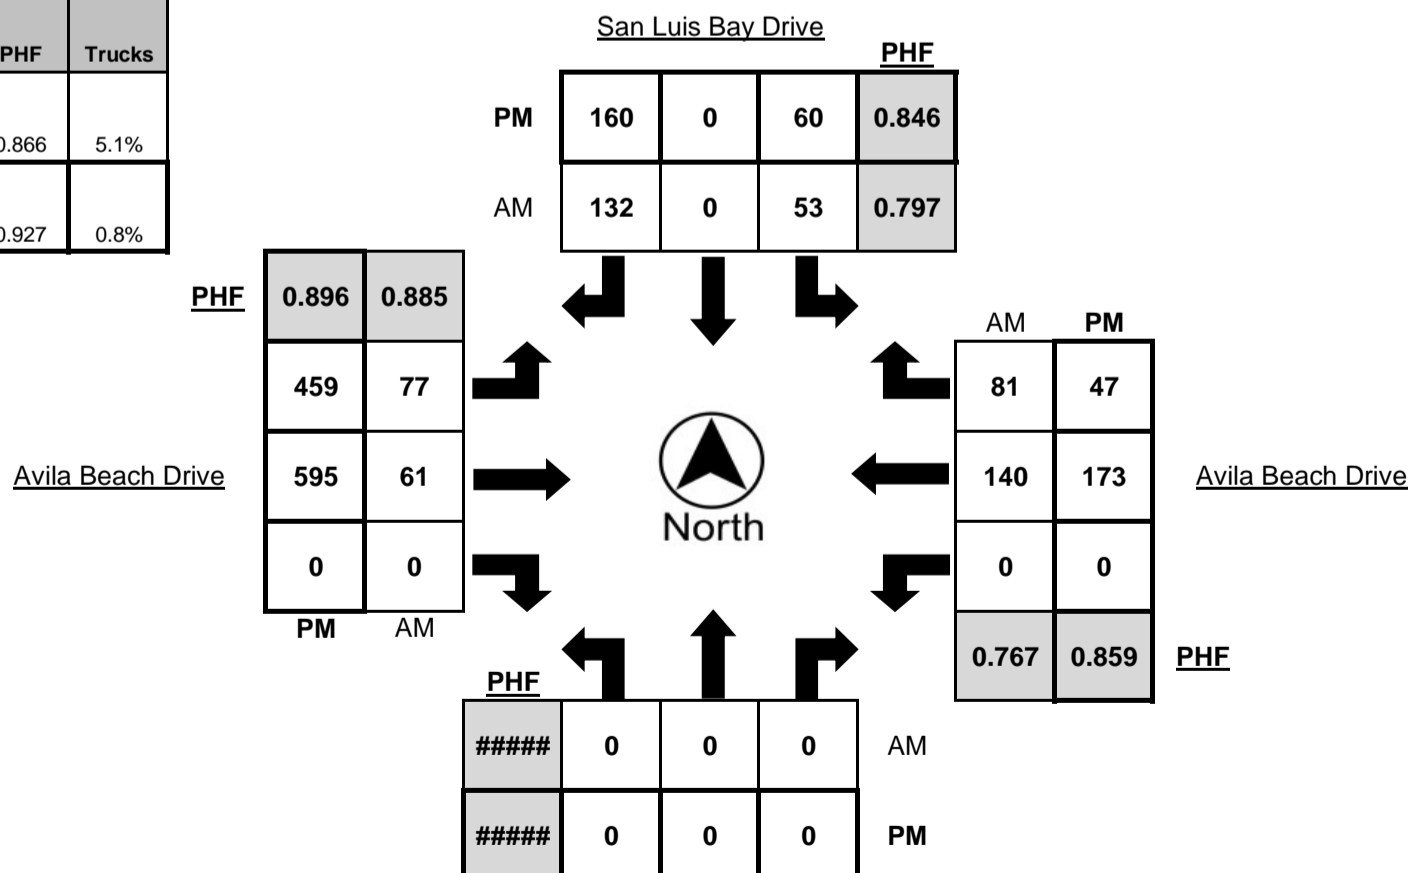 PHF Trucks
0.866 5.1%
0.927 0.8%
San Luis Bay Drive
PHF
PM 160 0 60 0.846
AM 132 0 53 0.797
PHF 0.896 0.885
AM PM
459 77
81 47
Avila Beach Drive 595 61
140 173 Avila Beach Drive
North
0 0
0 0
PM AM
0.767 0.859 PHF
PHF
##### 0 0 0 AM
##### 0 0 0 PM